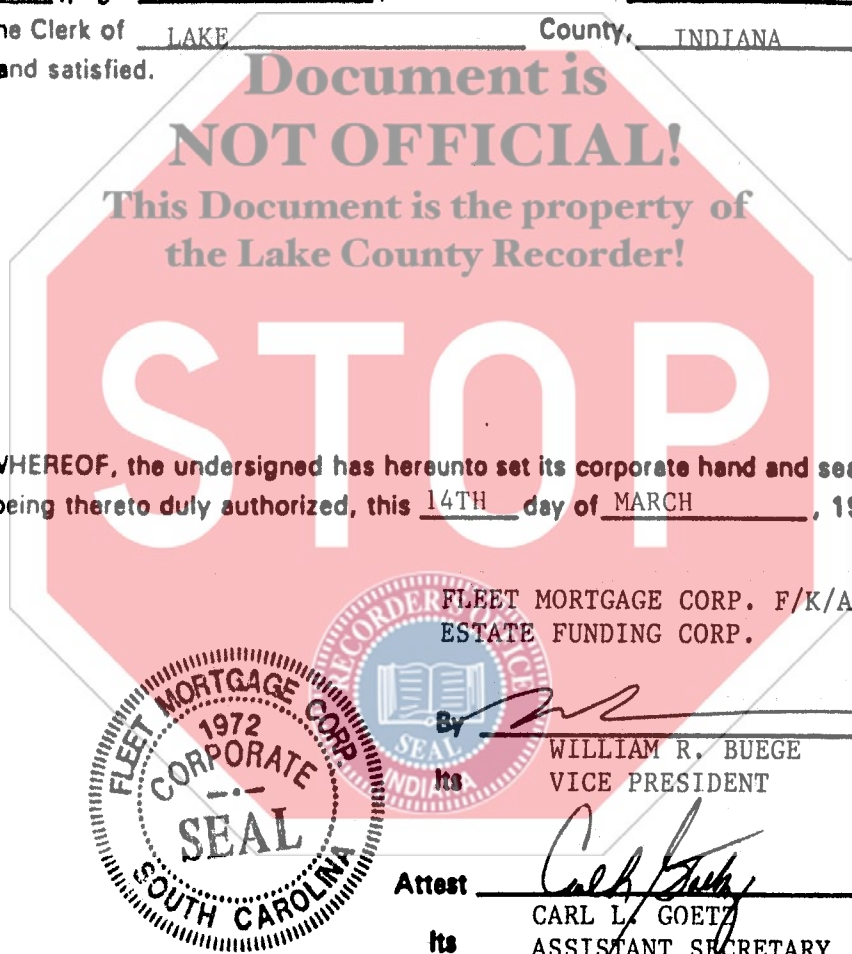 he Clerk of LAKE County, INDIANA
and satisfied.
Document is
NOT OFFICIAL!
This Document is the property of
the Lake County Recorder!
STOP
WHEREOF, the undersigned has hereunto set its corporate hand and sea
being thereto duly authorized, this 14TH day of MARCH, 19
FLEET MORTGAGE CORP. F/K/A
ESTATE FUNDING CORP.
RECORDER'S OFFICE
SEAL
INDIANA
FLEET MORTGAGE CORP.
1972
CORPORATE
SEAL
SOUTH CAROLINA
By
WILLIAM R. BUEGE
Its VICE PRESIDENT
Attest
CARL L. GOETZ
Its ASSISTANT SECRETARY